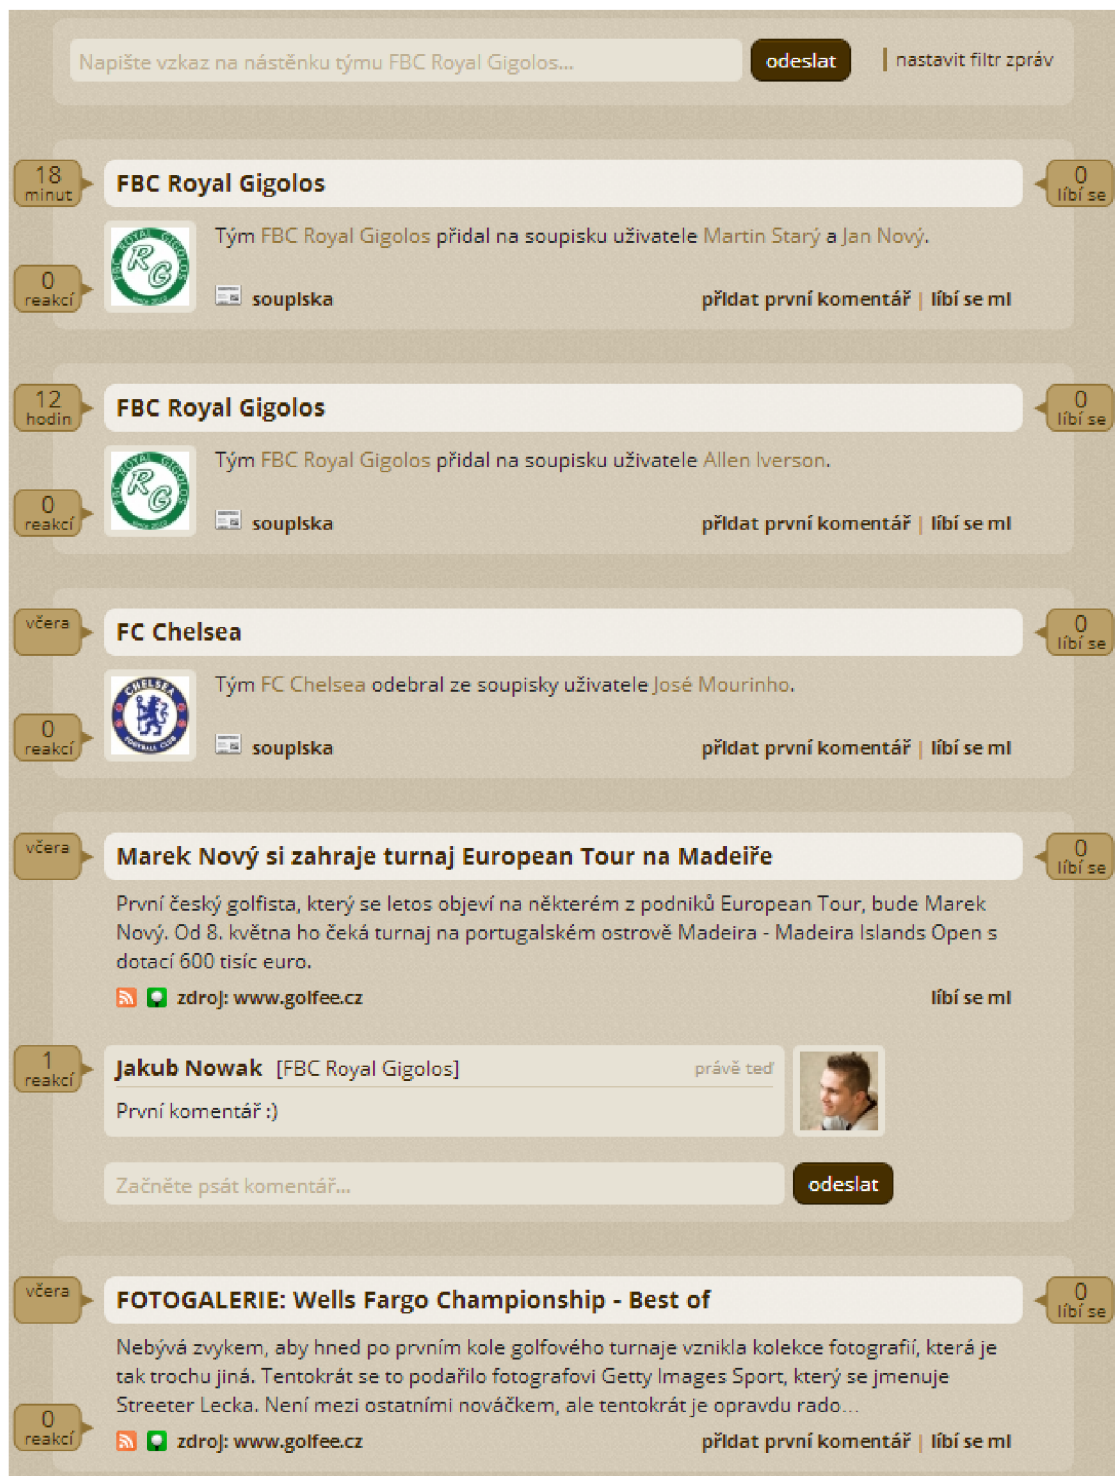 Napište vzkaz na nástěnku týmu FBC Royal Gigolos...
odeslat
nastavit filtr zpráv
18
minut
FBC Royal Gigolos
0
líbí se
Tým FBC Royal Gigolos přidal na soupisku uživatele Martin Starý a Jan Nový.
FBC ROYAL GIGOLOS
RG
0
reakcí
soupiska
přidat první komentář | líbí se mi
12
hodin
FBC Royal Gigolos
0
líbí se
Tým FBC Royal Gigolos přidal na soupisku uživatele Allen Iverson.
FBC ROYAL GIGOLOS
RG
0
reakcí
soupiska
přidat první komentář | líbí se mi
včera
FC Chelsea
0
líbí se
Tým FC Chelsea odebral ze soupisky uživatele José Mourinho.
CHELSEA
FOOTBALL CLUB
0
reakcí
soupiska
přidat první komentář | líbí se mi
včera
Marek Nový si zahraje turnaj European Tour na Madeiře
0
líbí se
První český golfista, který se letos objeví na některém z podniků European Tour, bude Marek
Nový. Od 8. května ho čeká turnaj na portugalském ostrově Madeira - Madeira Islands Open s
dotací 600 tisíc euro.
zdroj: www.golfee.cz
líbí se mi
1
reakcí
Jakub Nowak [FBC Royal Gigolos]
právě teď
První komentář :)
Začněte psát komentář...
odeslat
včera
FOTOGALERIE: Wells Fargo Championship - Best of
0
líbí se
Nebývá zvykem, aby hned po prvním kole golfového turnaje vznikla kolekce fotografií, která je
tak trochu jiná. Tentokrát se to podařilo fotografovi Getty Images Sport, který se jmenuje
Streeter Lecka. Není mezi ostatními nováčkem, ale tentokrát je opravdu rado...
0
reakcí
zdroj: www.golfee.cz
přidat první komentář | líbí se mi